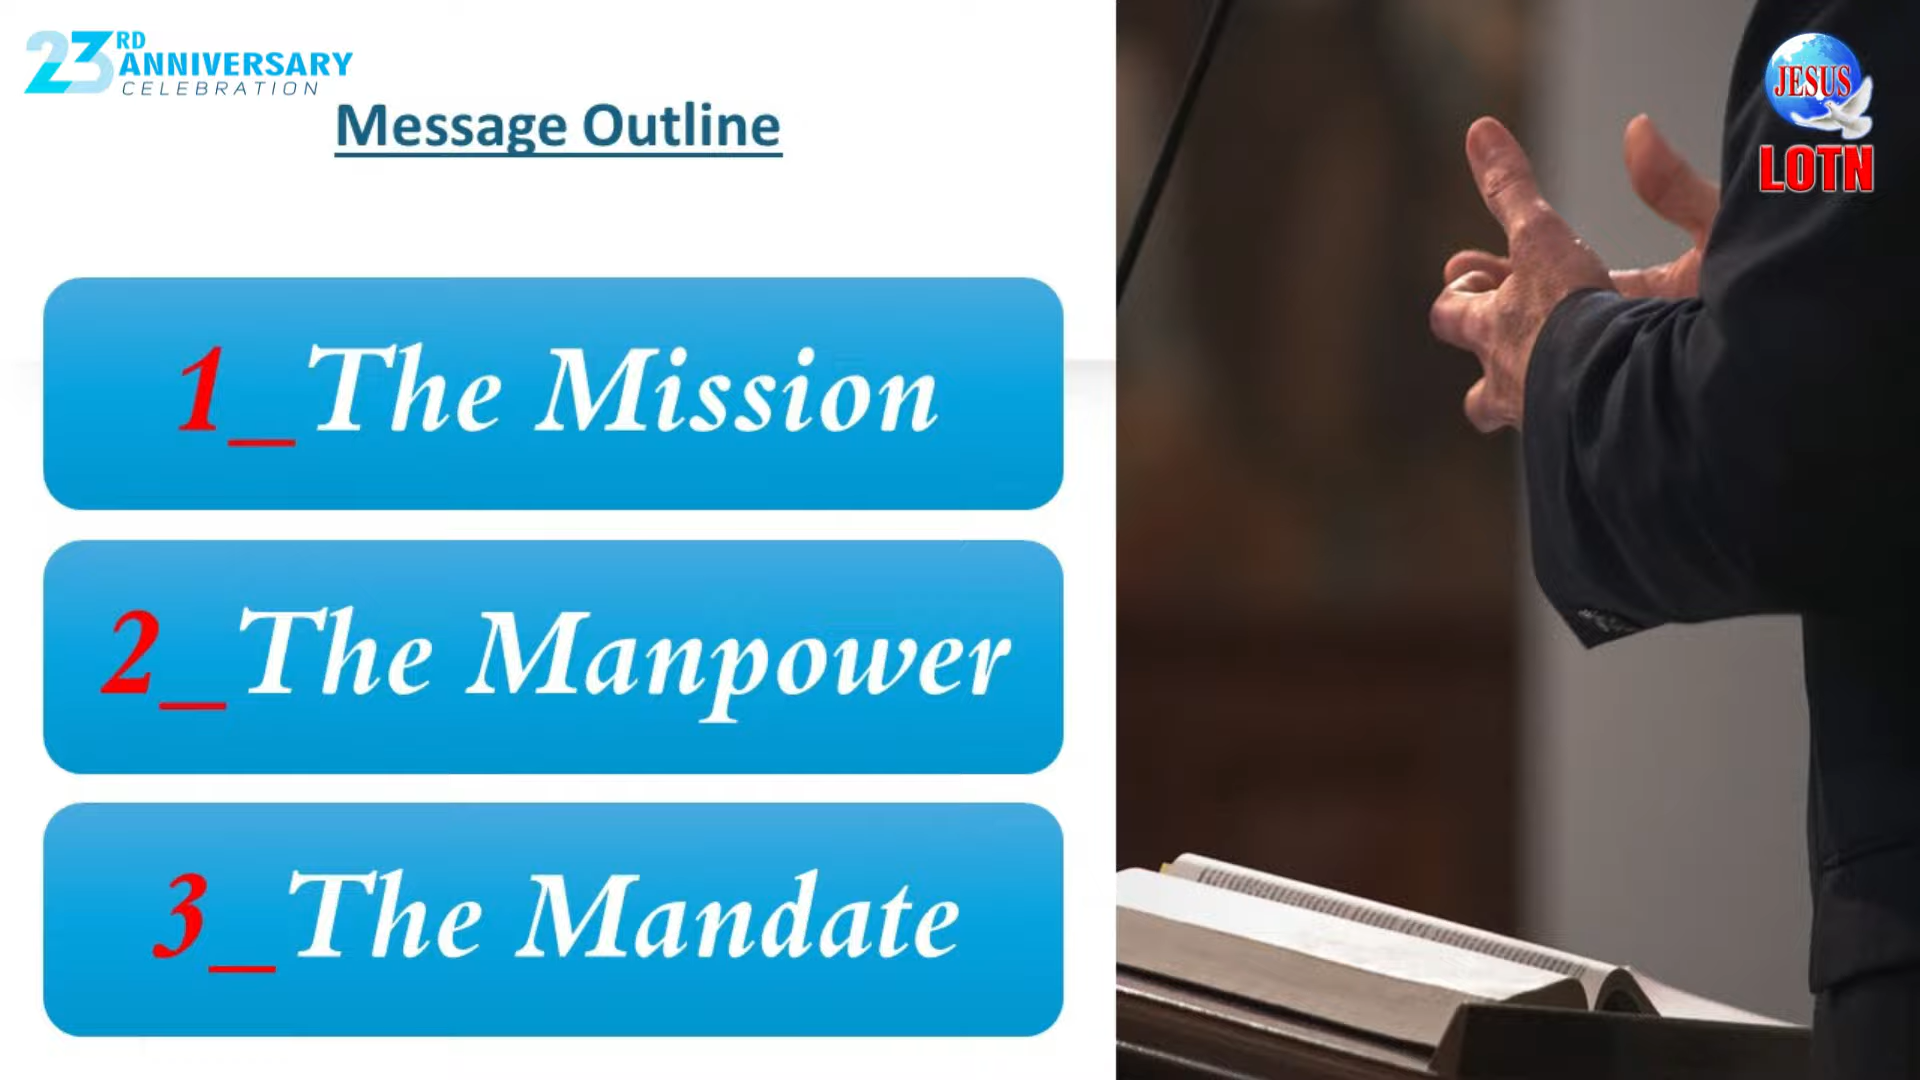 23RD
ANNIVERSARY
CELEBRATION
Message Outline
1_The Mission
2_The Manpower
3_The Mandate
JESUS
LOTN